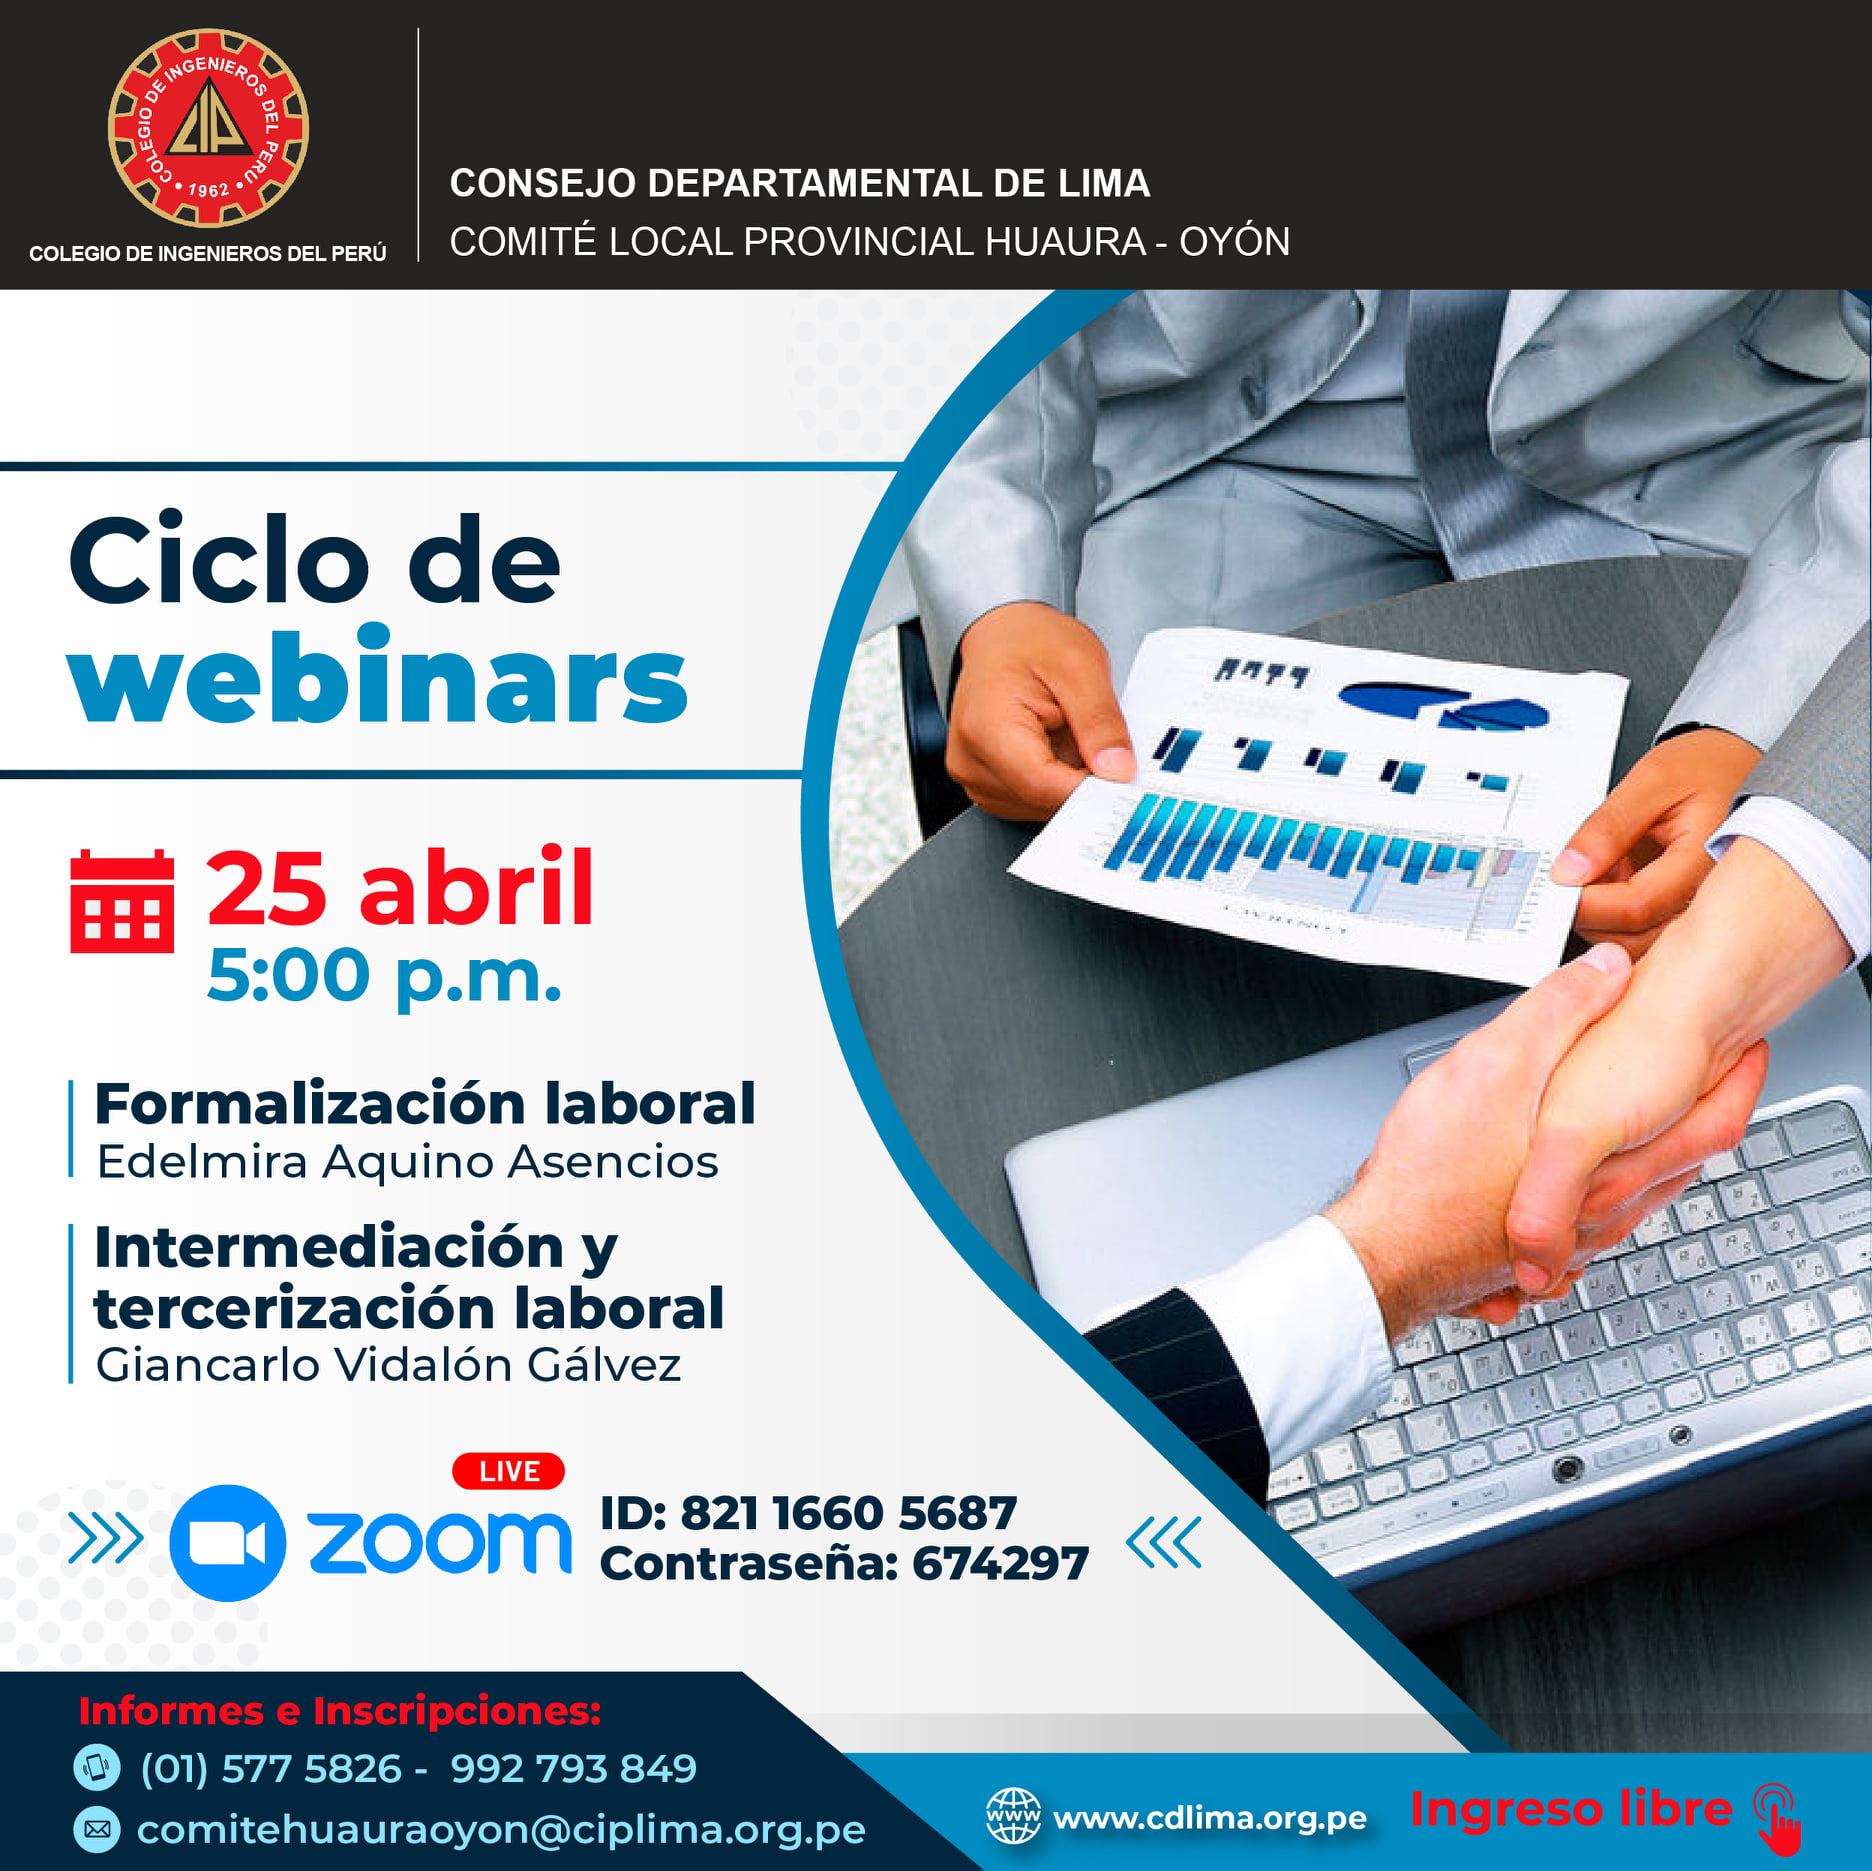 COLEGIO DE INGENIEROS DEL PERU
1962
COLEGIO DE INGENIEROS DEL PERÚ
CONSEJO DEPARTAMENTAL DE LIMA
COMITÉ LOCAL PROVINCIAL HUAURA - OYÓN
Ciclo de
webinars
25 abril
5:00 p.m.
Formalización laboral
Edelmira Aquino Asencios
Intermediación y
tercerización laboral
Giancarlo Vidalón Gálvez
LIVE
zoom
ID: 821 1660 5687
Contraseña: 674297
Informes e Inscripciones:
(01) 577 5826 - 992 793 849
comitehuauraoyon@ciplima.org.pe
www
www.cdlima.org.pe
Ingreso libre